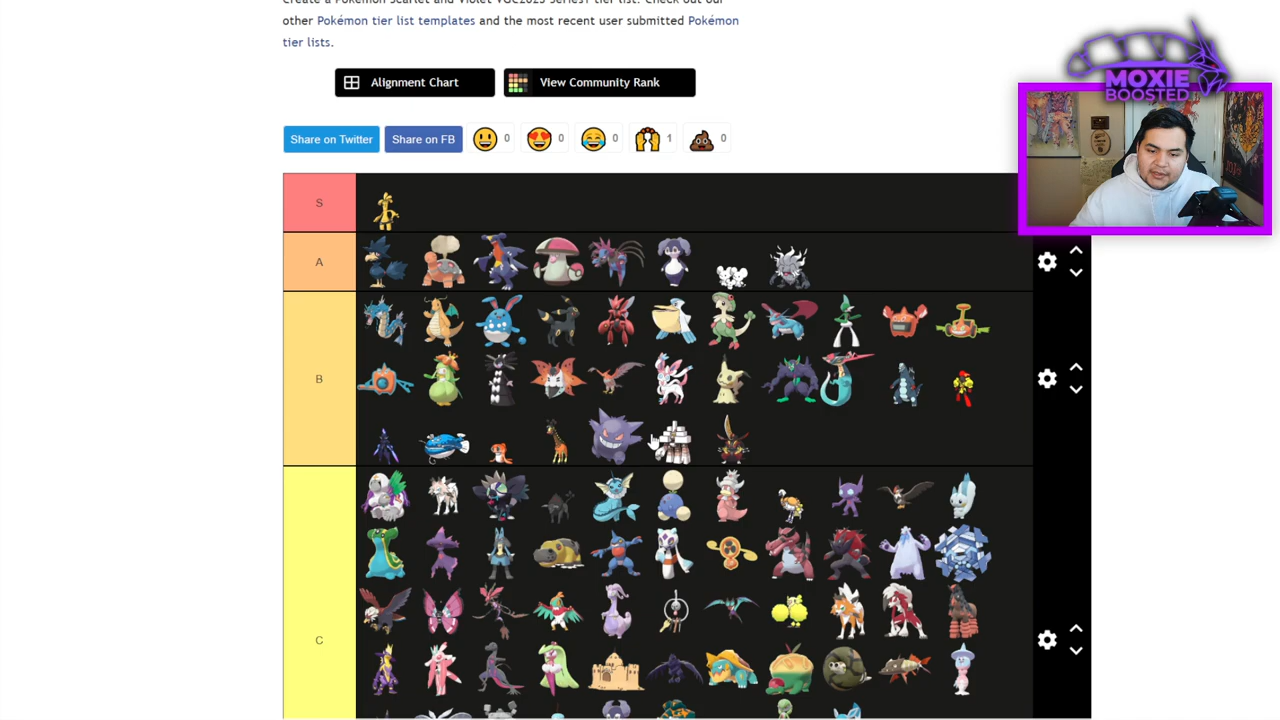 Create a Pokémon Scarlet and Violet VGC2023 Series1 tier list. Check out our
other Pokémon tier list templates and the most recent user submitted Pokémon
tier lists.
Alignment Chart
View Community Rank
Share on Twitter
Share on FB
0
0
0
1
0
MOXIE
BOOSTED
S
A
B
C